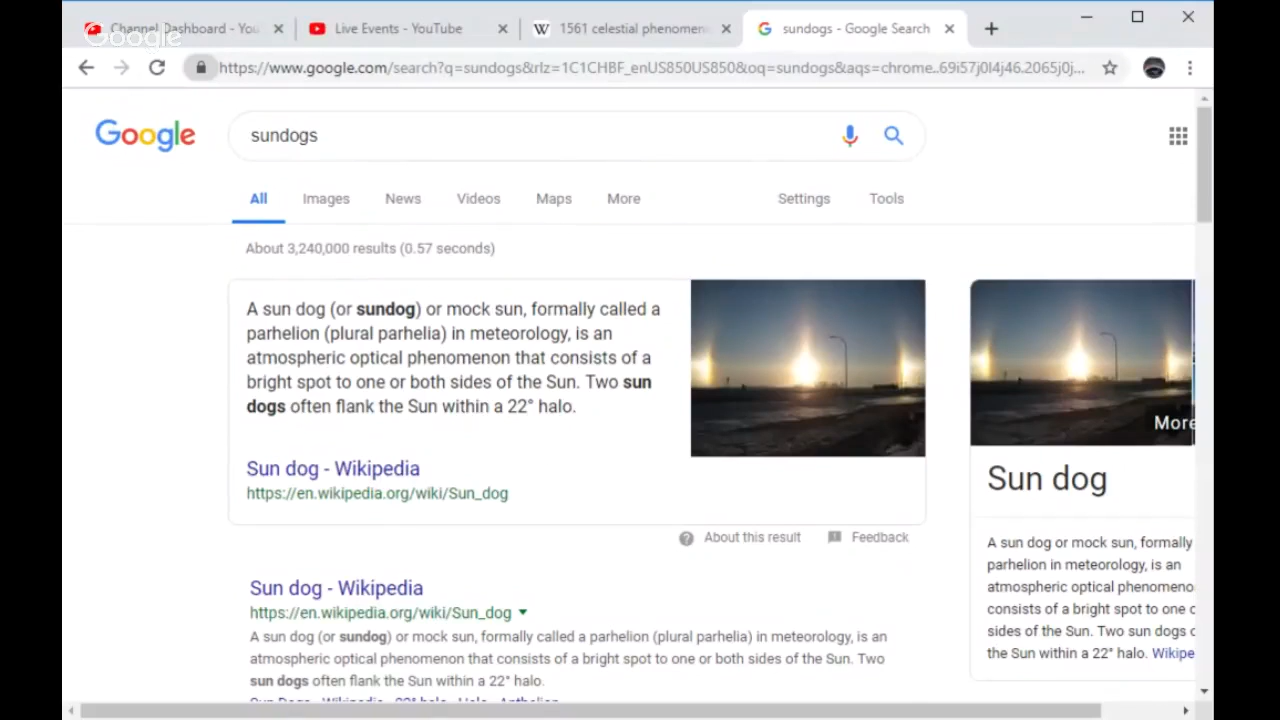 Channel Dashboard - You
Live Events - YouTube
1561 celestial phenomen
sundogs - Google Search
Google
https://www.google.com/search?q=sundogs&rlz=1C1CHBF_enUS850US850&oq=sundogs&aqs=chrome..69i57j0l4j46.2065j0j...
Google
sundogs
All
Images
News
Videos
Maps
More
Settings
Tools
About 3,240,000 results (0.57 seconds)
A sun dog (or sundog) or mock sun, formally called a
parhelion (plural parhelia) in meteorology, is an
atmospheric optical phenomenon that consists of a
bright spot to one or both sides of the Sun. Two sun
dogs often flank the Sun within a 22° halo.
Sun dog - Wikipedia
https://en.wikipedia.org/wiki/Sun_dog
About this result
Feedback
Sun dog - Wikipedia
https://en.wikipedia.org/wiki/Sun_dog
A sun dog (or sundog) or mock sun, formally called a parhelion (plural parhelia) in meteorology, is an
atmospheric optical phenomenon that consists of a bright spot to one or both sides of the Sun. Two
sun dogs often flank the Sun within a 22° halo.
Sun Dogs - Wikipedia - 22° halo - Halo - Anthelion
More
Sun dog
A sun dog or mock sun, formally
parhelion in meteorology, is an
atmospheric optical phenomeno
consists of a bright spot to one o
sides of the Sun. Two sun dogs o
the Sun within a 22° halo. Wikipe